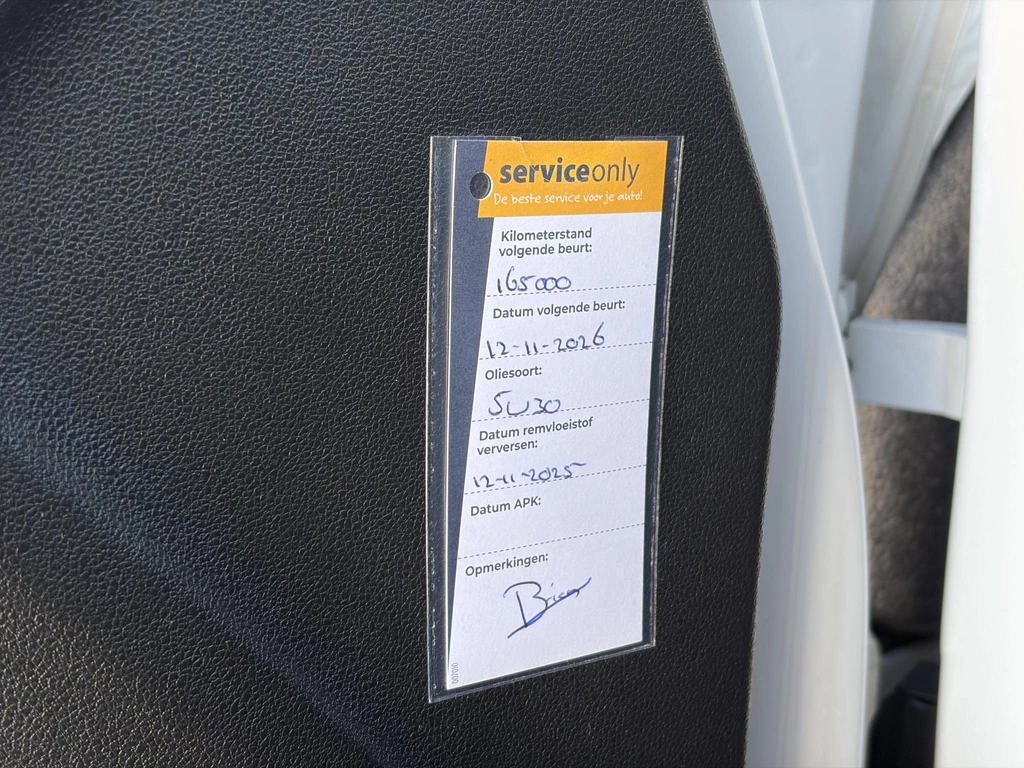 serviceonly
De beste service voor je auto!
Kilometerstand
volgende beurt:
165000
Datum volgende beurt:
12-11-2026
Oliesoort:
5W30
Datum remvloeistof
verversen:
12-11-2025
Datum APK:
Opmerkingen: